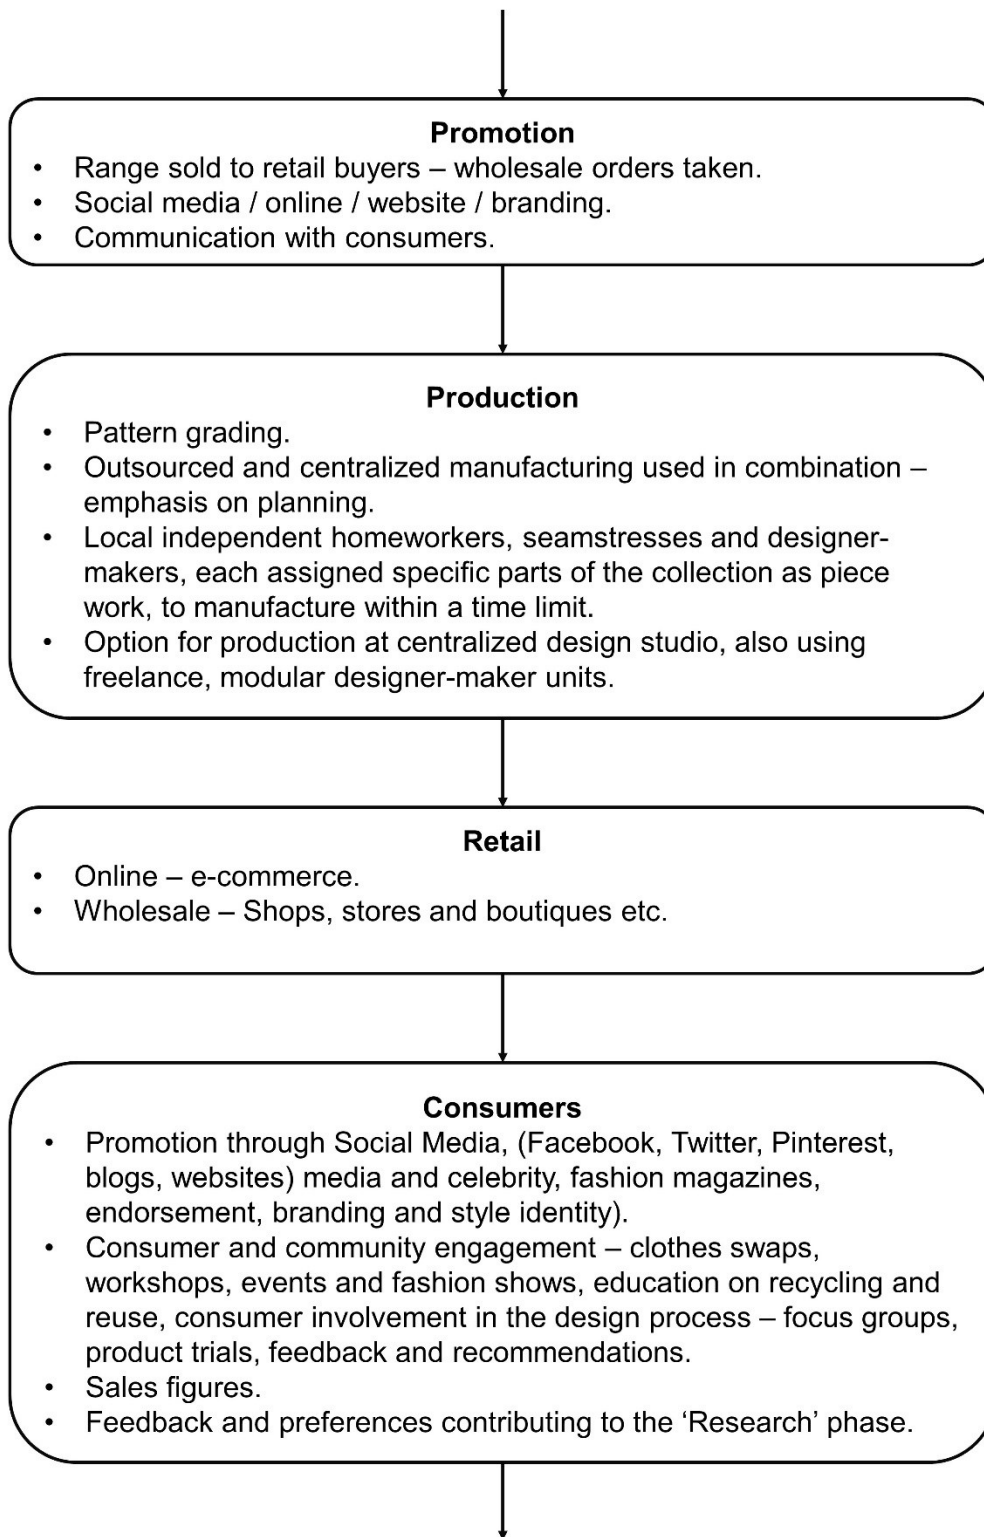 Promotion
• Range sold to retail buyers – wholesale orders taken.
• Social media / online / website / branding.
• Communication with consumers.
Production
• Pattern grading.
• Outsourced and centralized manufacturing used in combination –
emphasis on planning.
• Local independent homeworkers, seamstresses and designer-
makers, each assigned specific parts of the collection as piece
work, to manufacture within a time limit.
• Option for production at centralized design studio, also using
freelance, modular designer-maker units.
Retail
• Online – e-commerce.
• Wholesale – Shops, stores and boutiques etc.
Consumers
• Promotion through Social Media, (Facebook, Twitter, Pinterest,
blogs, websites) media and celebrity, fashion magazines,
endorsement, branding and style identity).
• Consumer and community engagement – clothes swaps,
workshops, events and fashion shows, education on recycling and
reuse, consumer involvement in the design process – focus groups,
product trials, feedback and recommendations.
• Sales figures.
• Feedback and preferences contributing to the ‘Research’ phase.